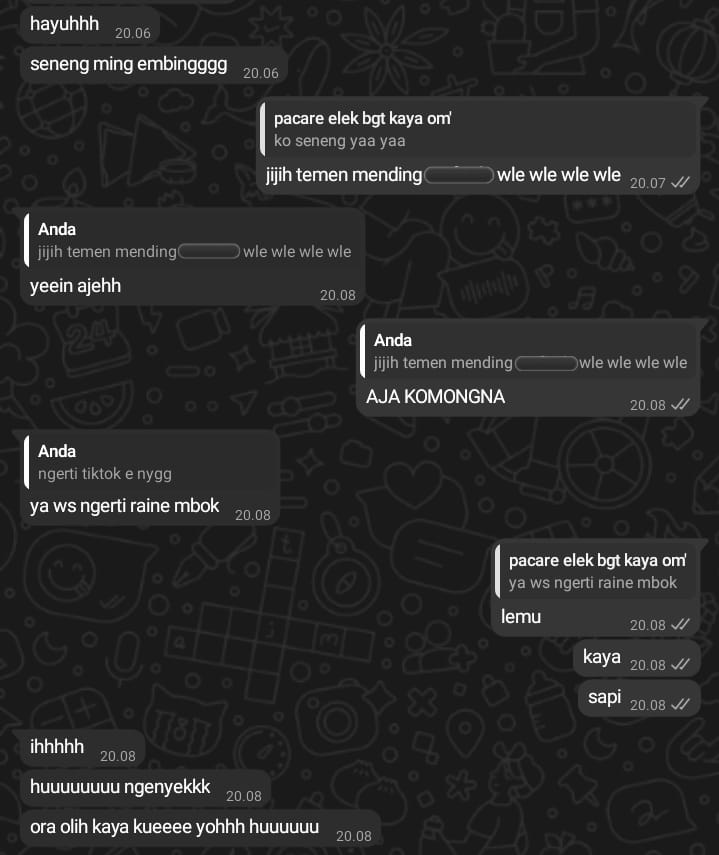 hayuhhh 20.06
seneng ming embingggg 20.06
pacare elek bgt kaya om'
ko seneng yaa yaa
jijih temen mending wle wle wle wle 20.07
Anda
jijih temen mending wle wle wle wle
yeein ajehh 20.08
Anda
jijih temen mending wle wle wle wle
AJA KOMONGNA 20.08
Anda
ngerti tiktok e nygg
ya ws ngerti raine mbok 20.08
pacare elek bgt kaya om'
ya ws ngerti raine mbok
lemu 20.08
kaya 20.08
sapi 20.08
ihhhhh 20.08
huuuuuuuu ngenyekkk 20.08
ora olih kaya kueeee yohhh huuuuuu 20.08